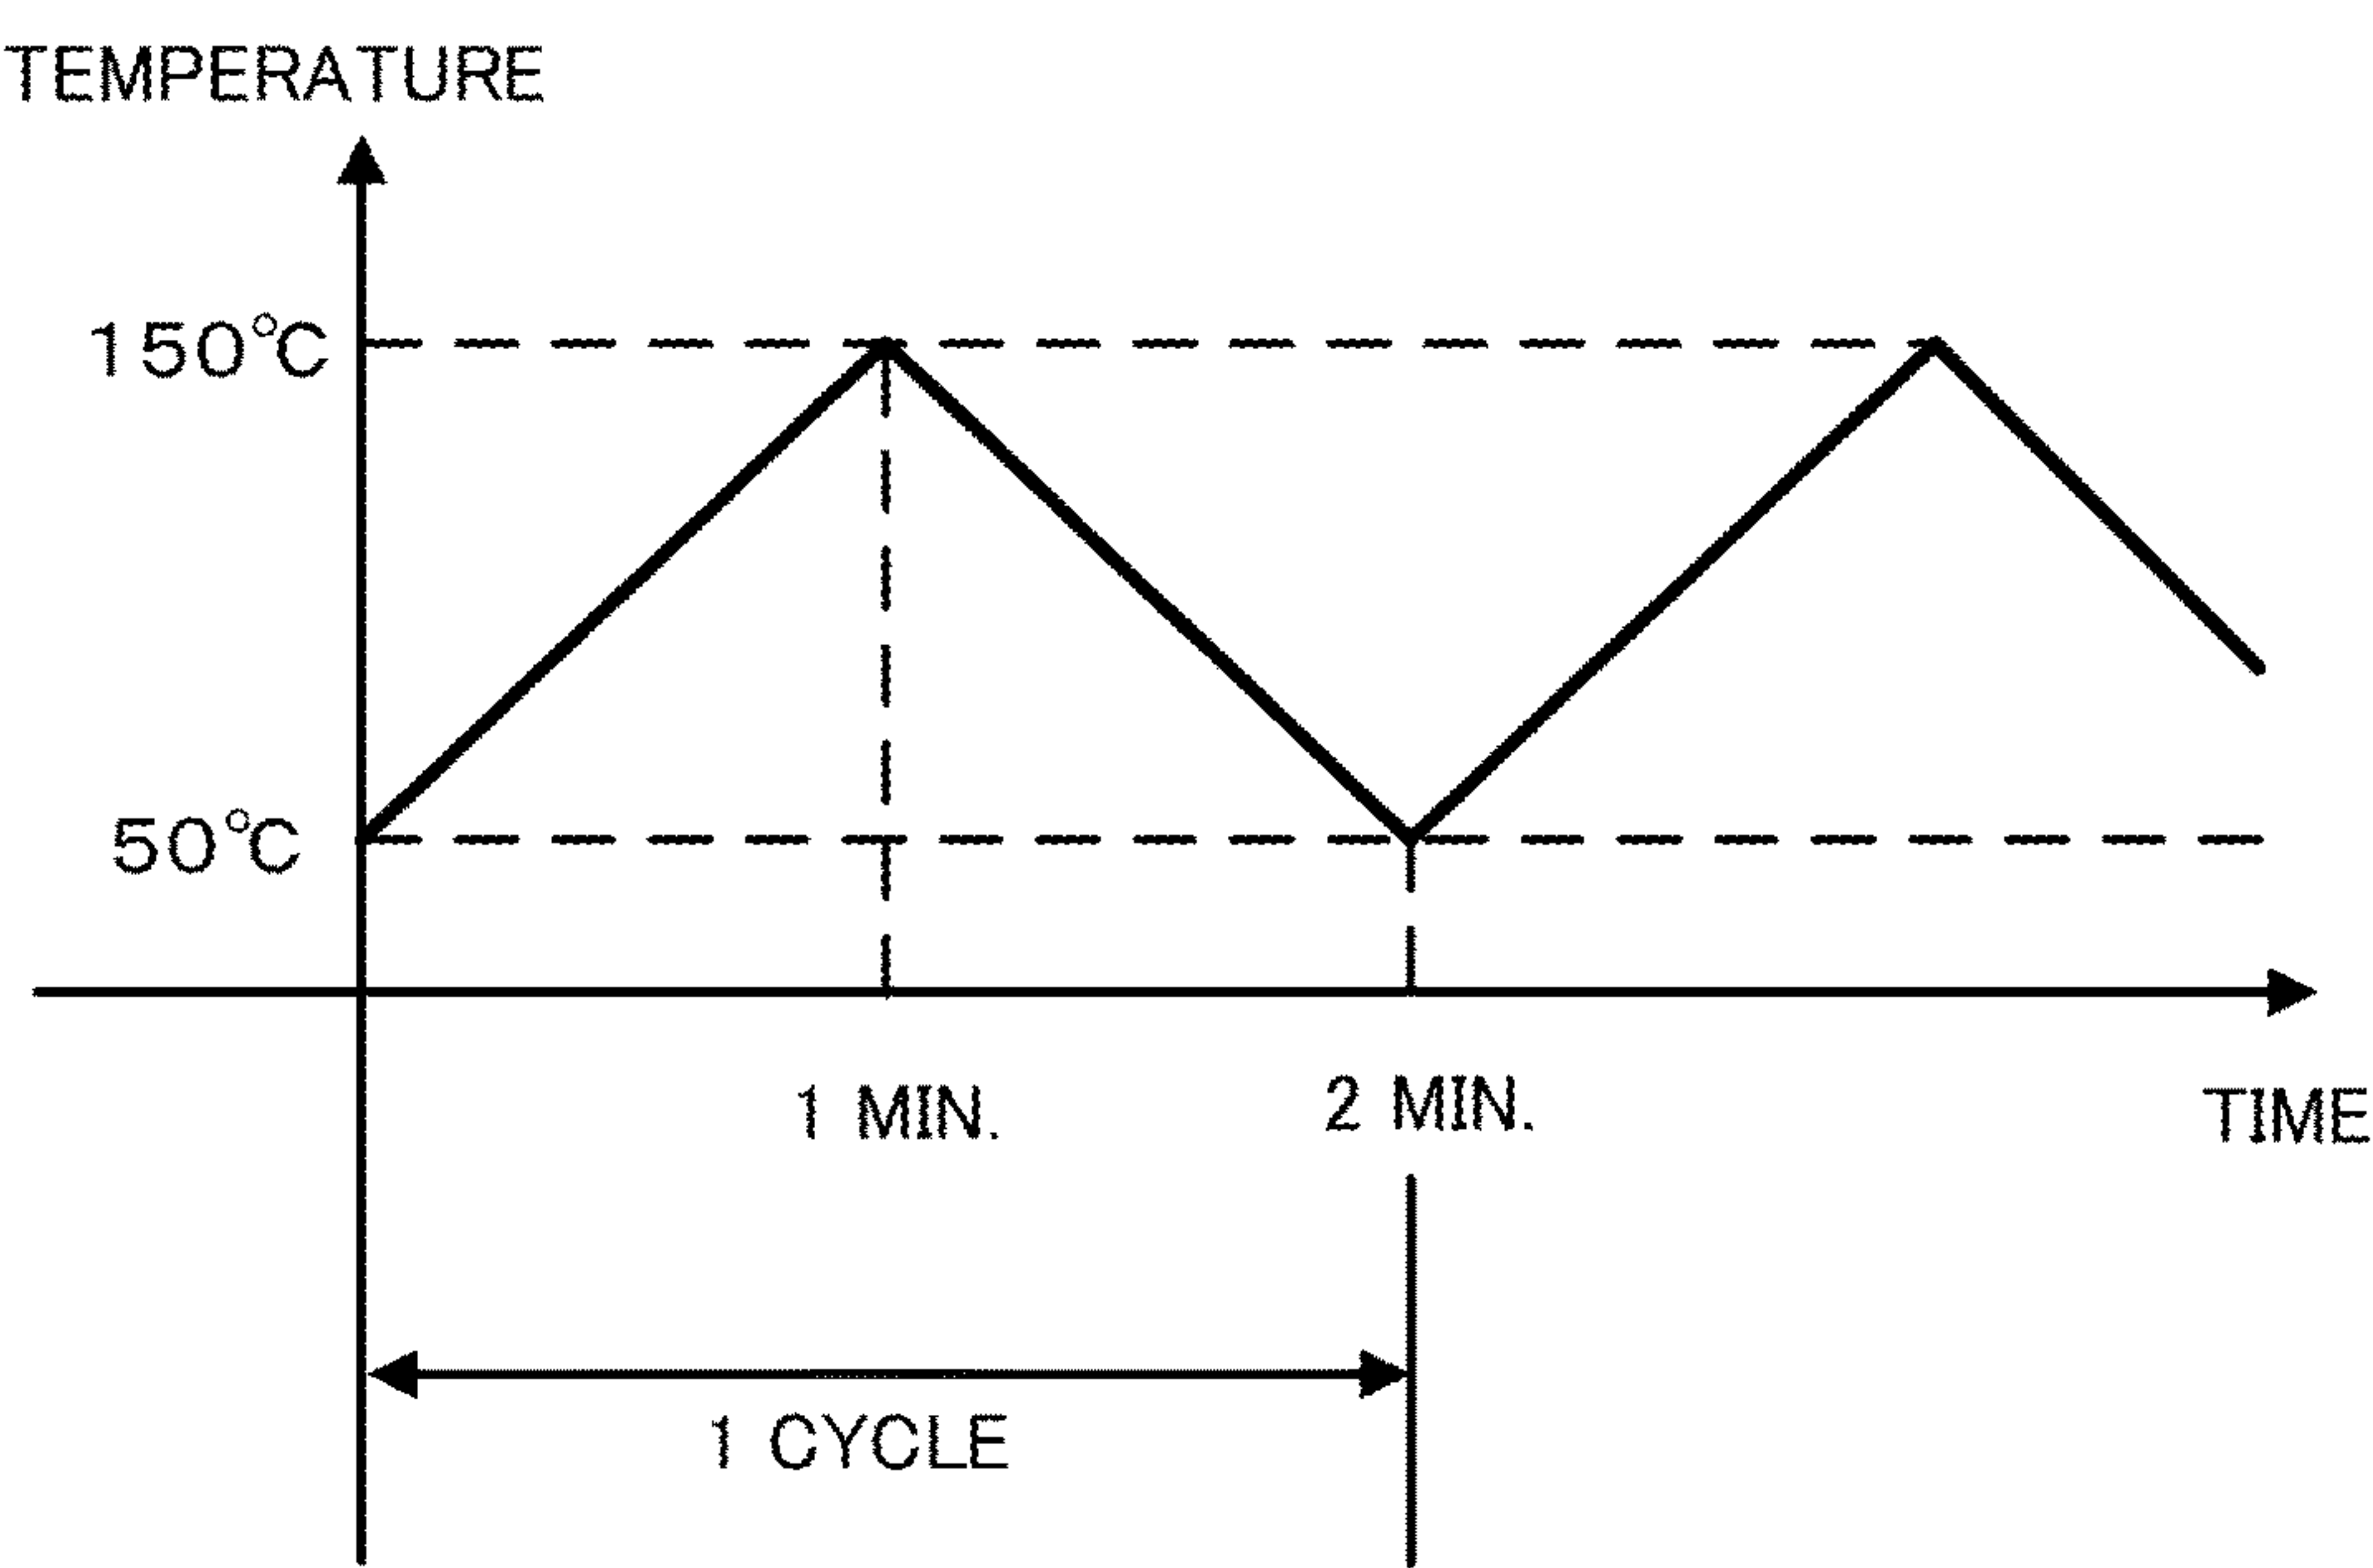 TEMPERATURE
150℃
50℃
1 MIN.
2 MIN.
TIME
1 CYCLE